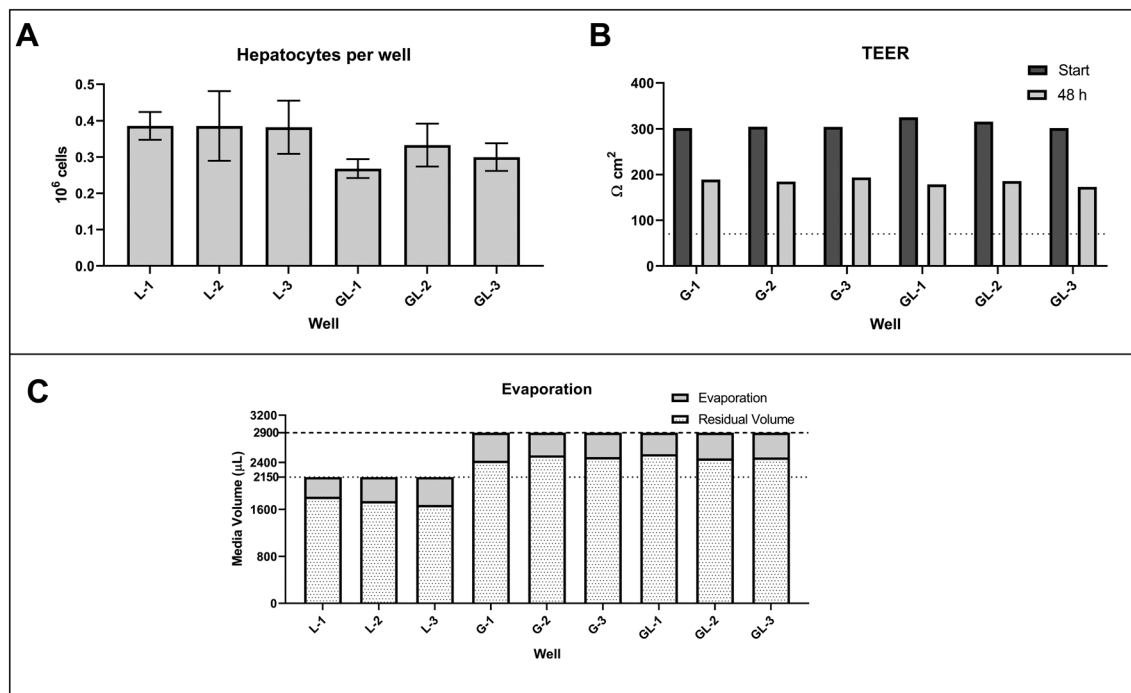 A
Hepatocytes per well
10⁶ cells
0.5
0.4
0.3
0.2
0.1
0.0
L-1 L-2 L-3 GL-1 GL-2 GL-3
Well
B
TEER
Start
48 h
Ω cm²
400
300
200
100
0
G-1 G-2 G-3 GL-1 GL-2 GL-3
Well
C
Evaporation
Evaporation
Residual Volume
Media Volume (µL)
3200
2900
2400
2150
1600
800
0
L-1 L-2 L-3 G-1 G-2 G-3 GL-1 GL-2 GL-3
Well